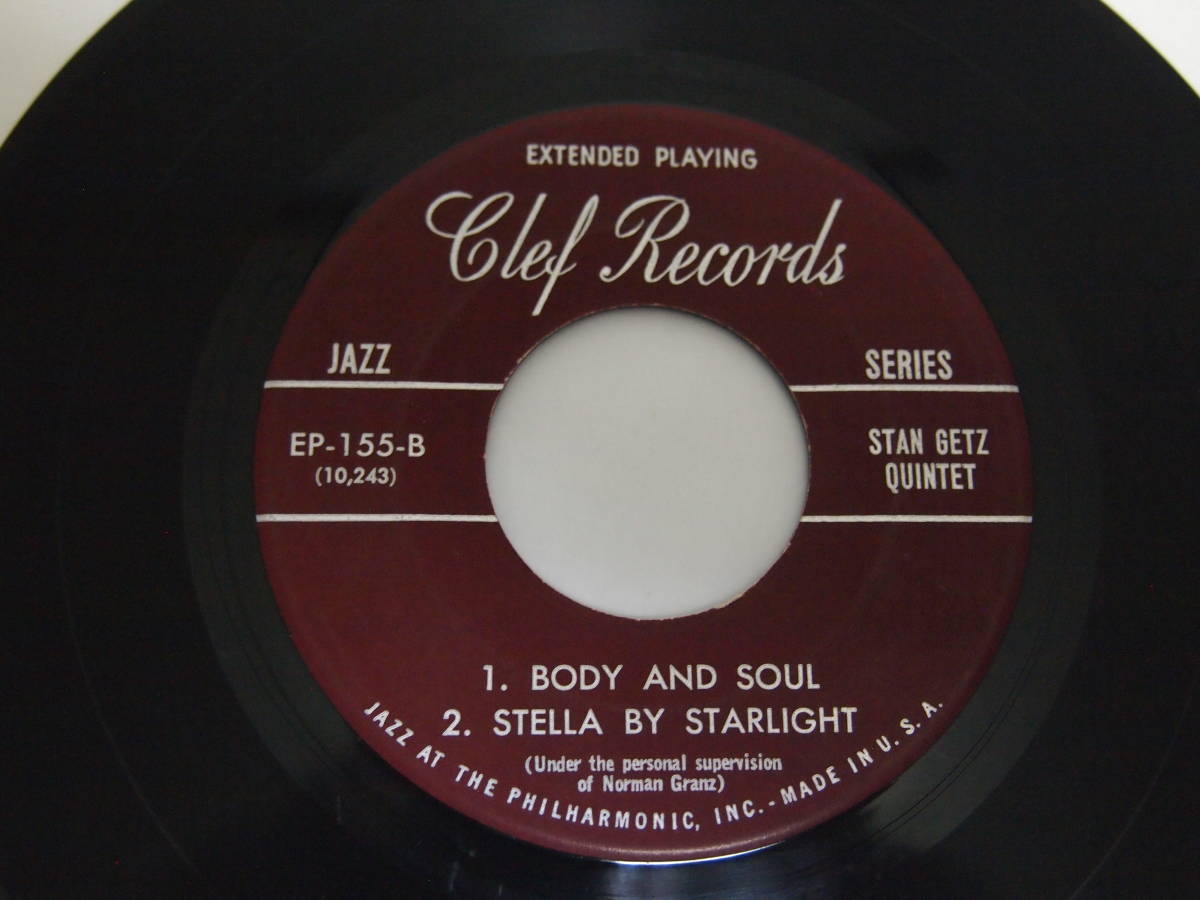 EXTENDED PLAYING
Clef Records
JAZZ SERIES
EP-155-B
(10,243)
STAN GETZ
QUINTET
1. BODY AND SOUL
2. STELLA BY STARLIGHT
(Under the personal supervision
of Norman Granz)
JAZZ AT THE PHILHARMONIC, INC. - MADE IN U. S. A.